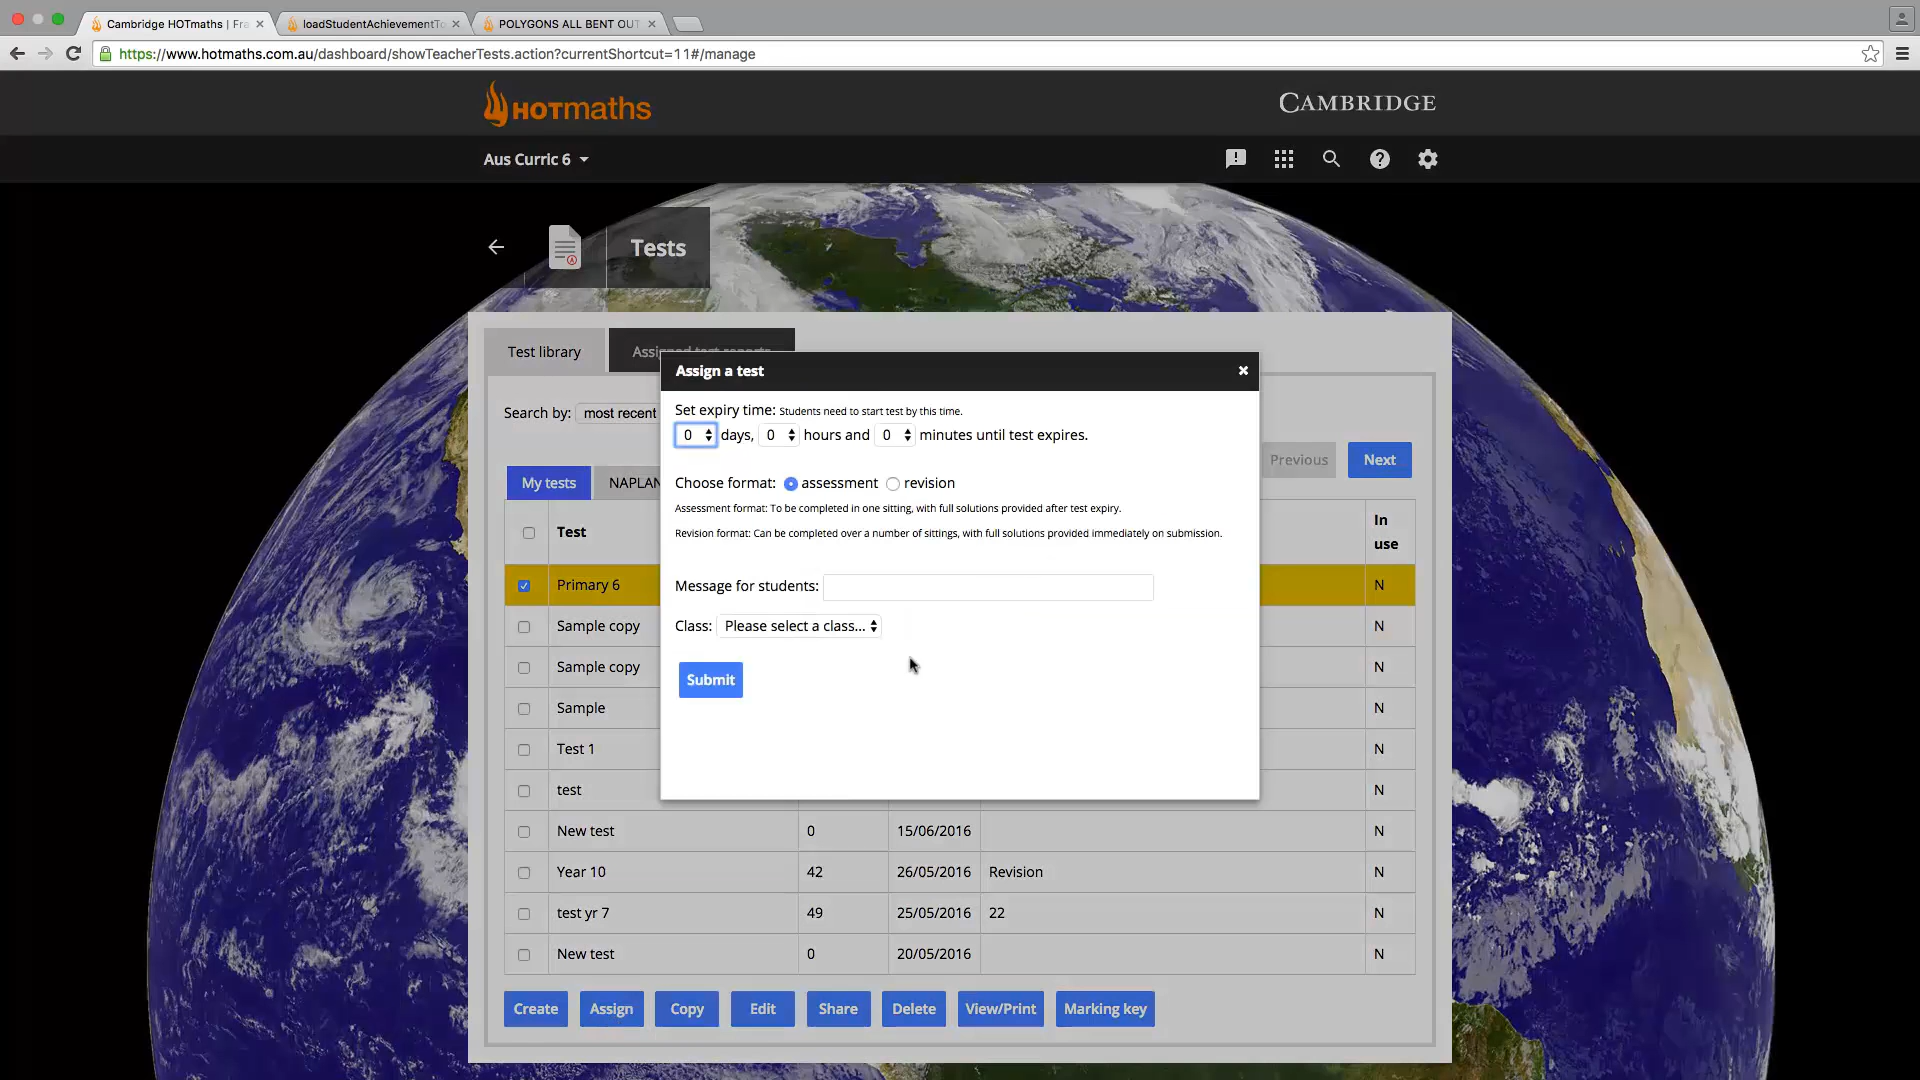 Cambridge HOTmaths | Fra
loadStudentAchievementTo
POLYGONS ALL BENT OUT
https://www.hotmaths.com.au/dashboard/showTeacherTests.action?currentShortcut=11#/manage
HOTmaths
CAMBRIDGE
Aus Curric 6
Tests
Test library
Assigned test reports
Assign a test
Search by: most recent
Set expiry time: Students need to start test by this time.
0 days, 0 hours and 0 minutes until test expires.
Previous
Next
My tests
NAPLAN
Choose format: assessment revision
Assessment format: To be completed in one sitting, with full solutions provided after test expiry.
Revision format: Can be completed over a number of sittings, with full solutions provided immediately on submission.
Test
In use
Message for students:
Class: Please select a class...
Submit
Primary 6 N
Sample copy N
Sample copy N
Sample N
Test 1 N
test N
New test 0 15/06/2016 N
Year 10 42 26/05/2016 Revision N
test yr 7 49 25/05/2016 22 N
New test 0 20/05/2016 N
Create Assign Copy Edit Share Delete View/Print Marking key